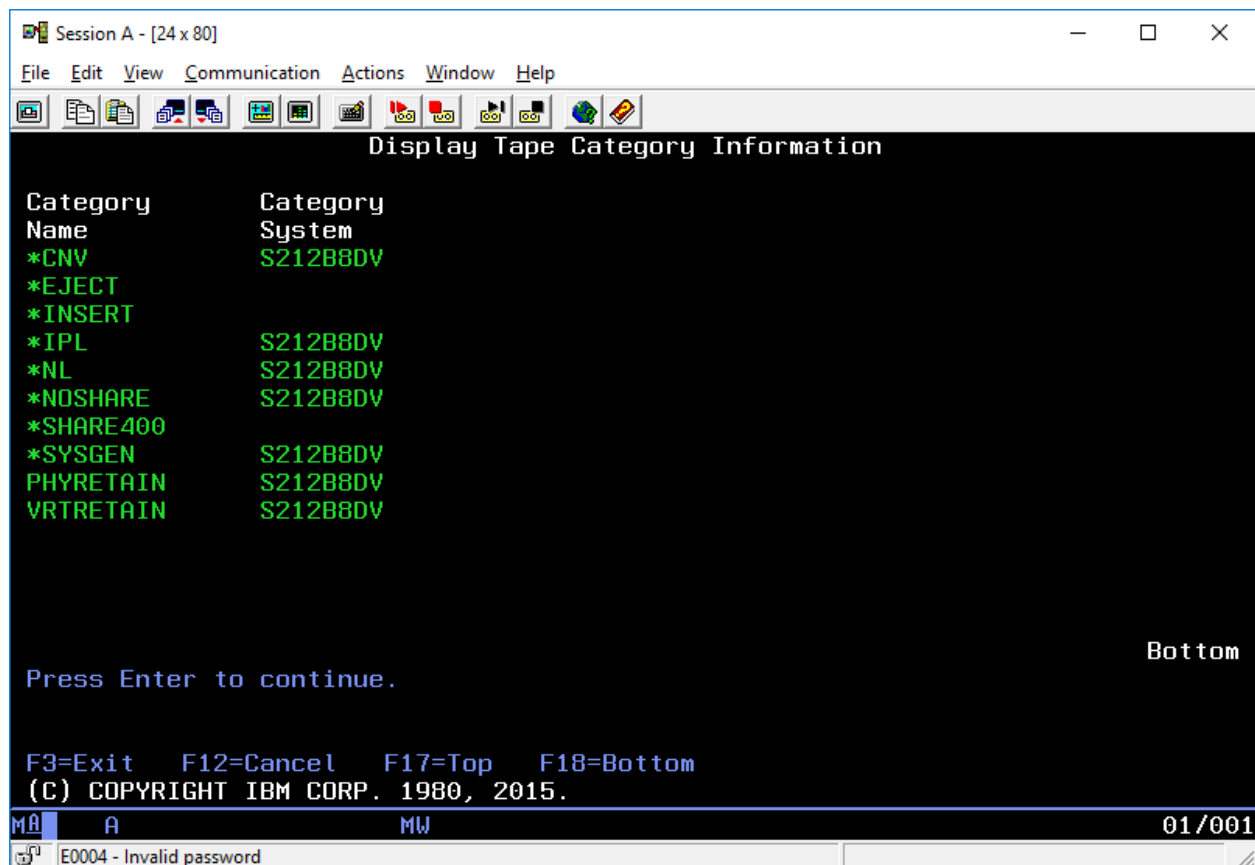 Session A - [24 x 80]
File Edit View Communication Actions Window Help
Display Tape Category Information
Category Category
Name System
*CNV S212B8DV
*EJECT
*INSERT
*IPL S212B8DV
*NL S212B8DV
*NOSHARE S212B8DV
*SHARE400
*SYSGEN S212B8DV
PHYRETAIN S212B8DV
VRTRETAIN S212B8DV
Bottom
Press Enter to continue.
F3=Exit F12=Cancel F17=Top F18=Bottom
(C) COPYRIGHT IBM CORP. 1980, 2015.
MA A MW 01/001
E0004 - Invalid password